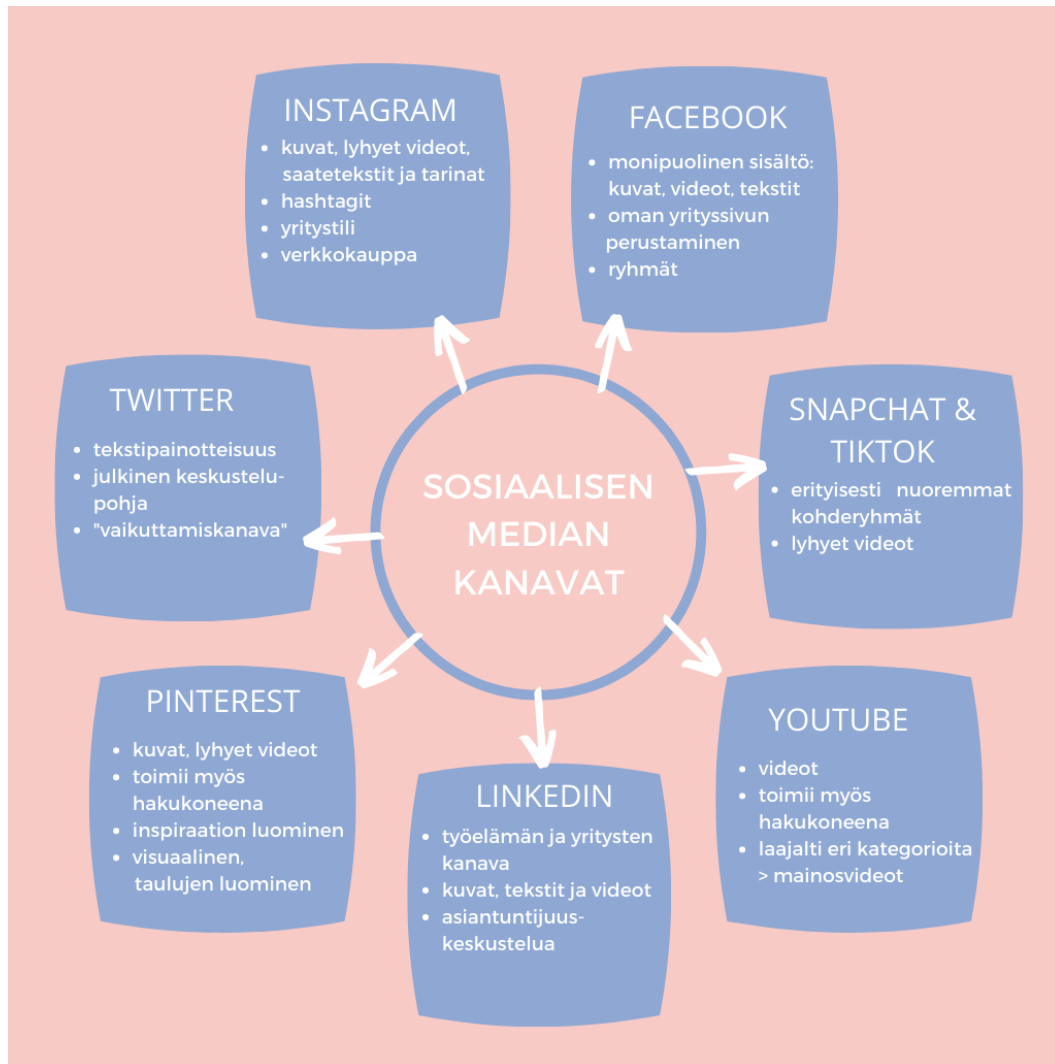 INSTAGRAM
• kuvat, lyhyet videot,
saatetekstit ja tarinat
• hashtagit
• yritystili
• verkkokauppa
FACEBOOK
• monipuolinen sisältö:
kuvat, videot, tekstit
• oman yrityssivun
perustaminen
• ryhmät
TWITTER
• tekstipainotteisuus
• julkinen keskustelu-
pohja
• "vaikuttamiskanava"
SOSIAALISEN
MEDIAN
KANAVAT
SNAPCHAT &
TIKTOK
• erityisesti nuoremmat
kohderyhmät
• lyhyet videot
PINTEREST
• kuvat, lyhyet videot
• toimii myös
hakukoneena
• inspiraation luominen
• visuaalinen,
taulujen luominen
LINKEDIN
• työelämän ja yritysten
kanava
• kuvat, tekstit ja videot
• asiantuntijuus-
keskustelua
YOUTUBE
• videot
• toimii myös
hakukoneena
• laajalti eri kategorioita
> mainosvideot